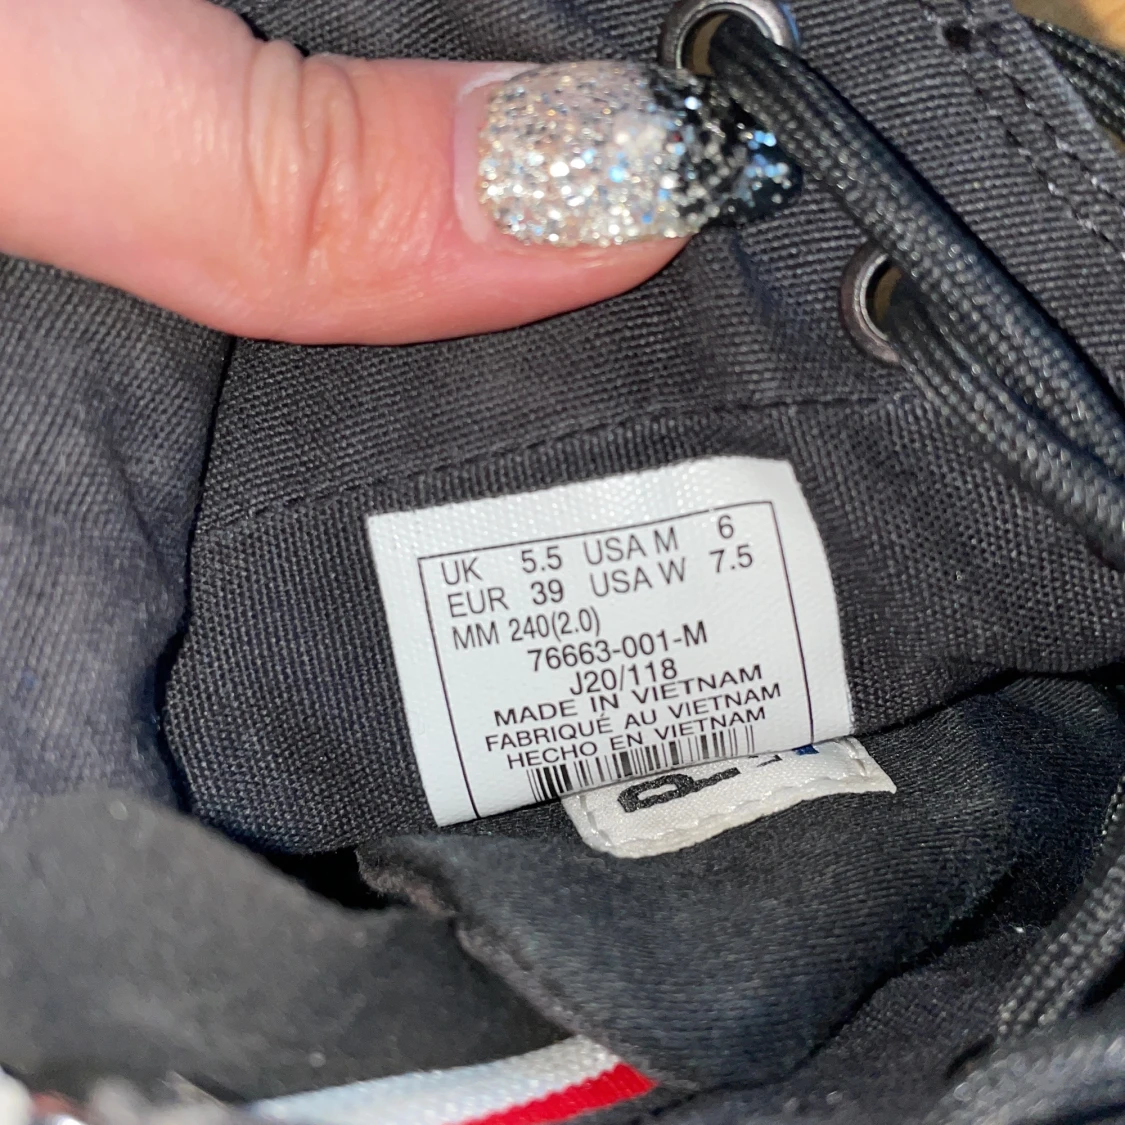 UK 5.5 USA M 6
EUR 39 USA W 7.5
MM 240(2.0)
76663-001-M
J20/118
MADE IN VIETNAM
FABRIQUÉ AU VIETNAM
HECHO EN VIETNAM